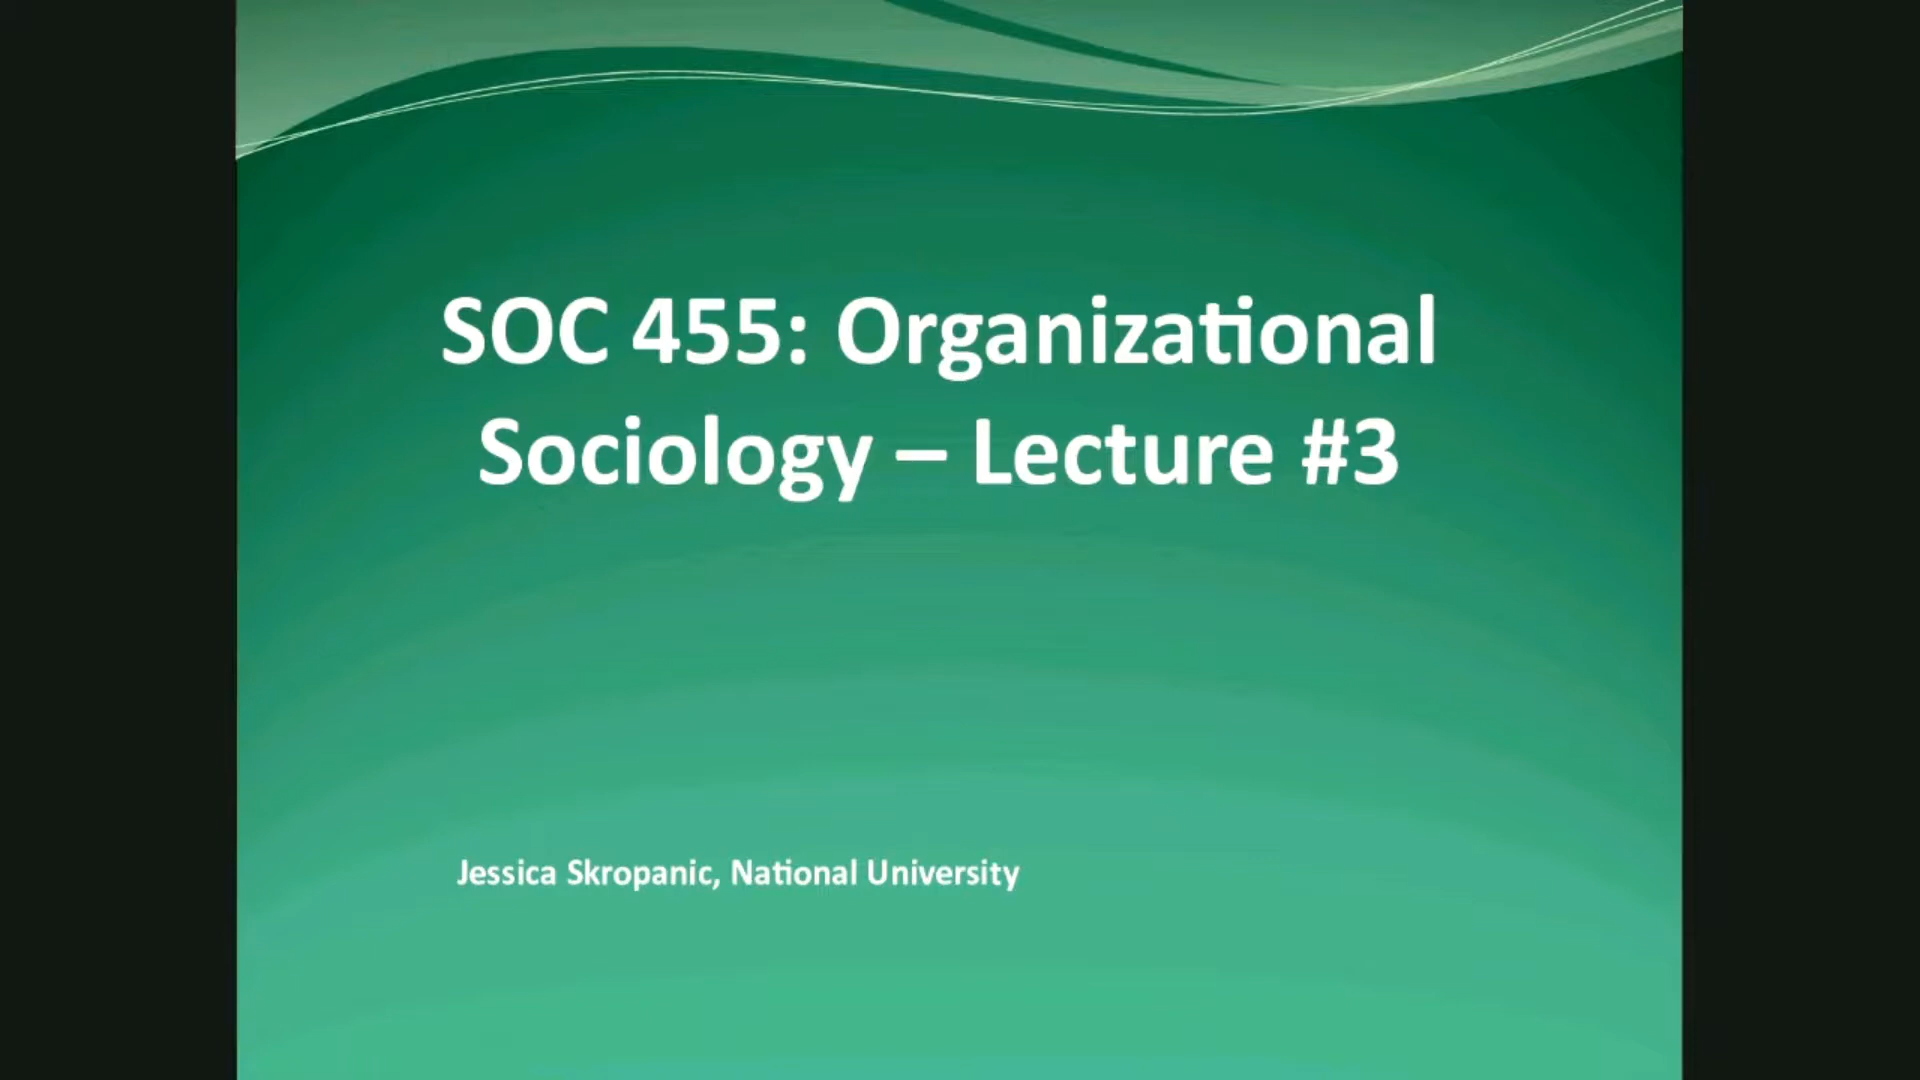 SOC 455: Organizational
Sociology – Lecture #3
Jessica Skropanic, National University